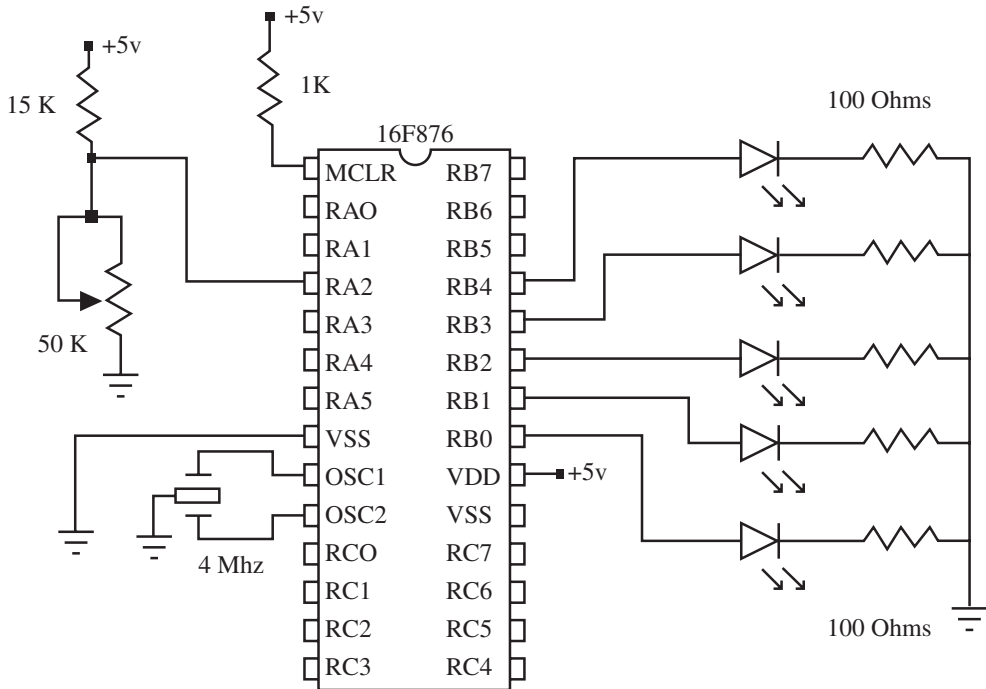 +5v
+5v
15 K
1K
100 Ohms
16F876
MCLR
RB7
RAO
RB6
RA1
RB5
RA2
RB4
RA3
RB3
50 K
RA4
RB2
RA5
RB1
VSS
RB0
OSC1
VDD
+5v
OSC2
VSS
4 Mhz
RCO
RC7
RC1
RC6
RC2
RC5
100 Ohms
RC3
RC4